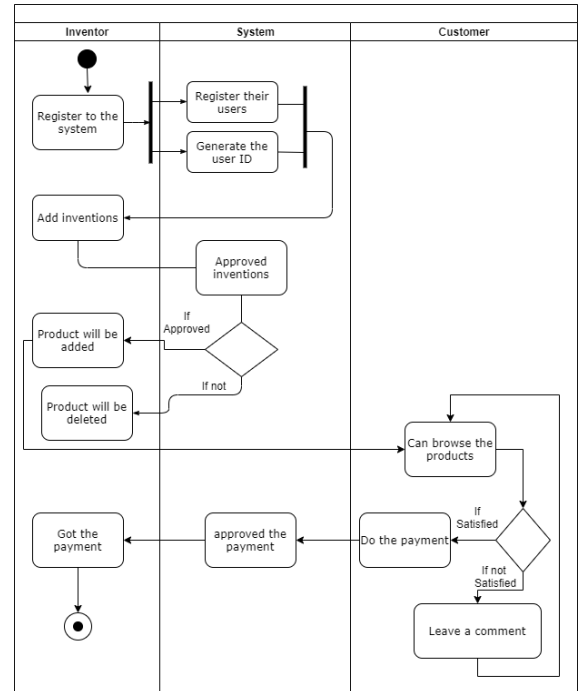 Inventor
System
Customer
Register to the
system
Register their
users
Generate the
user ID
Add inventions
Approved
inventions
If
Approved
Product will be
added
If not
Product will be
deleted
Can browse the
products
If
Satisfied
Do the payment
approved the
payment
Got the
payment
If not
Satisfied
Leave a comment